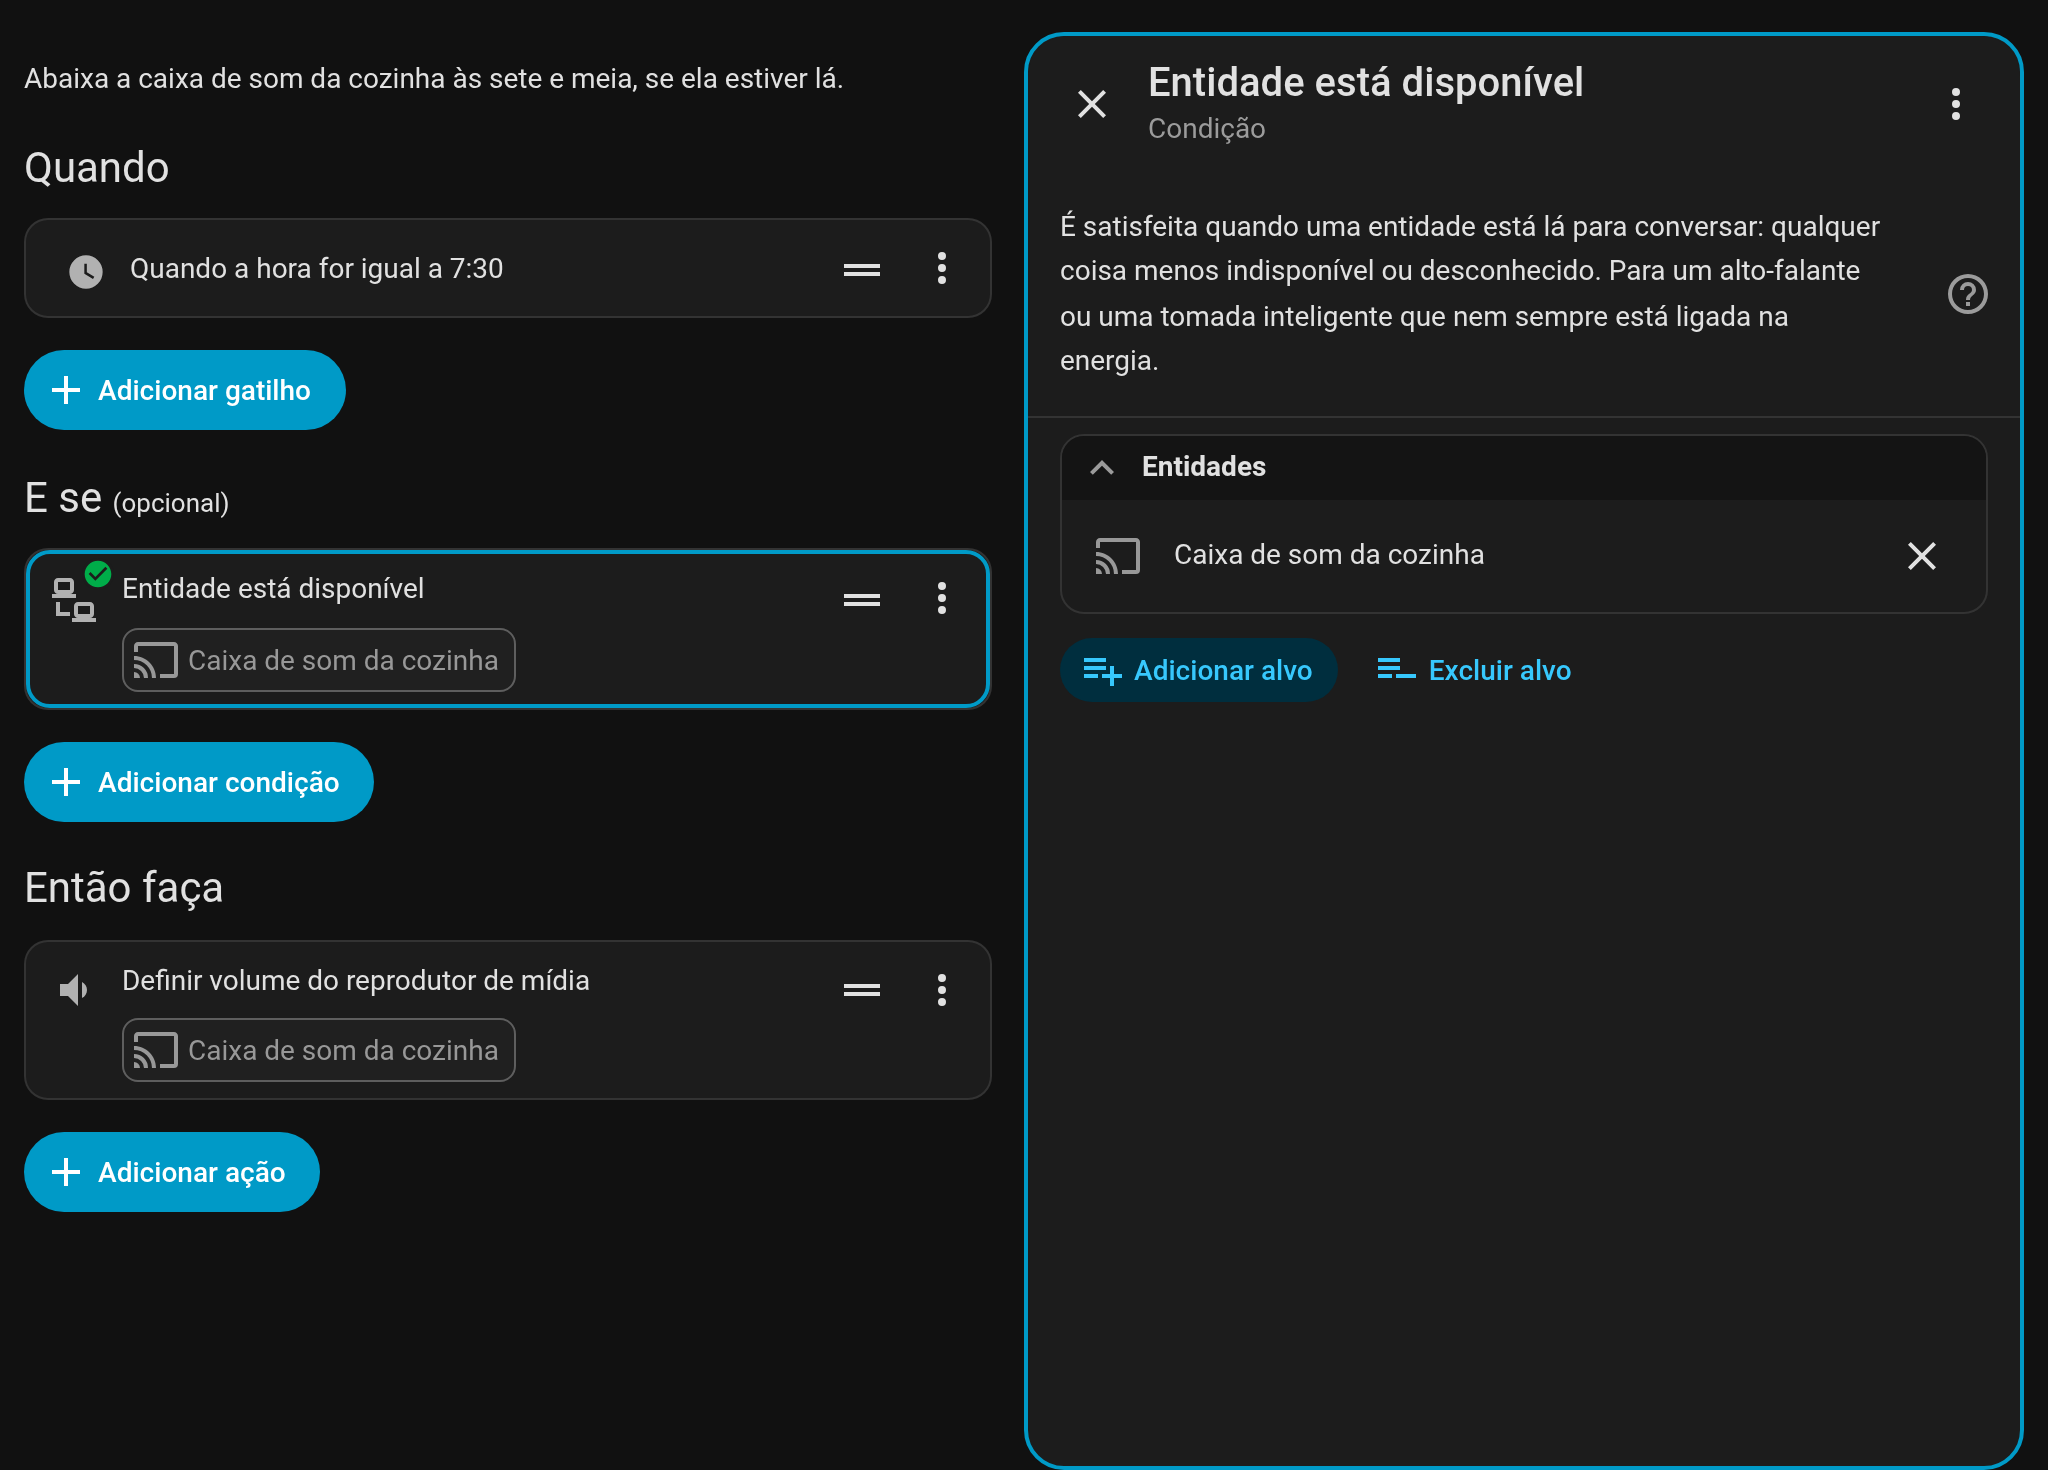 Abaixa a caixa de som da cozinha às sete e meia, se ela estiver lá.
Quando
Quando a hora for igual a 7:30
Adicionar gatilho
E se (opcional)
Entidade está disponível
Caixa de som da cozinha
Adicionar condição
Então faça
Definir volume do reprodutor de mídia
Caixa de som da cozinha
Adicionar ação
Entidade está disponível
Condição
É satisfeita quando uma entidade está lá para conversar: qualquer
coisa menos indisponível ou desconhecido. Para um alto-falante
ou uma tomada inteligente que nem sempre está ligada na
energia.
Entidades
Caixa de som da cozinha
Adicionar alvo
Excluir alvo